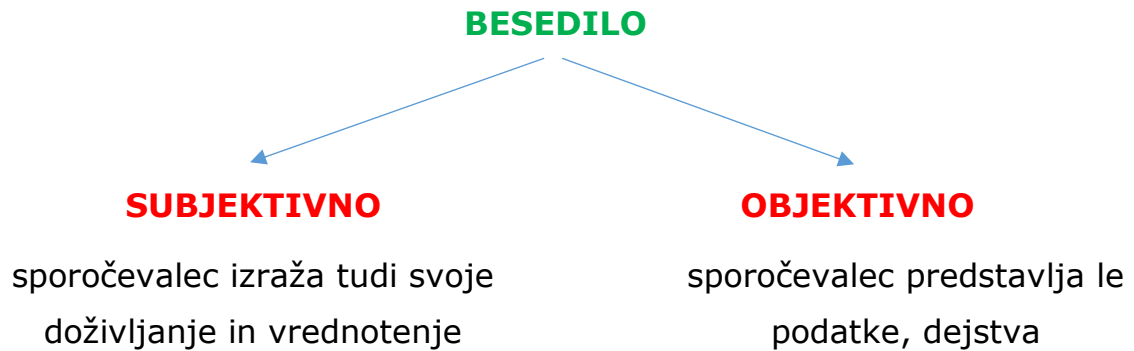 BESEDILO
SUBJEKTIVNO
sporočevalec izraža tudi svoje
doživljanje in vrednotenje
OBJEKTIVNO
sporočevalec predstavlja le
podatke, dejstva